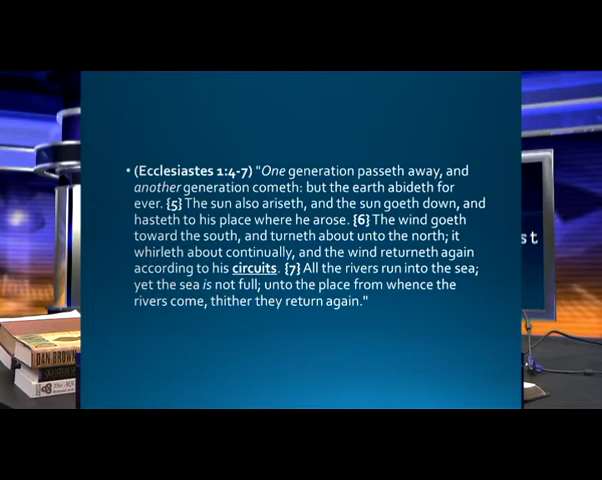 • (Ecclesiastes 1:4-7) "One generation passeth away, and
another generation cometh: but the earth abideth for
ever. {5} The sun also ariseth, and the sun goeth down, and
hasteth to his place where he arose. {6} The wind goeth
toward the south, and turneth about unto the north; it
whirleth about continually, and the wind returneth again
according to his circuits. {7} All the rivers run into the sea;
yet the sea is not full; unto the place from whence the
rivers come, thither they return again."
st
DAN BROWN